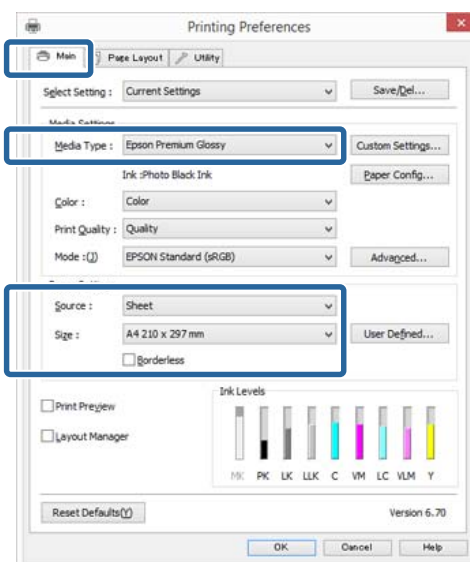 Printing Preferences
Main Page Layout Utility
Select Setting : Current Settings Save/Del...
Media Settings
Media Type : Epson Premium Glossy Custom Settings...
Ink :Photo Black Ink Paper Config...
Color : Color
Print Quality : Quality
Mode :(J) EPSON Standard (sRGB) Advanced...
Source : Sheet
Size : A4 210 x 297 mm User Defined...
Borderless
Print Preview
Layout Manager
Ink Levels
MK PK LK LLK C VM LC VLM Y
Reset Defaults(Y) Version 6.70
OK Cancel Help